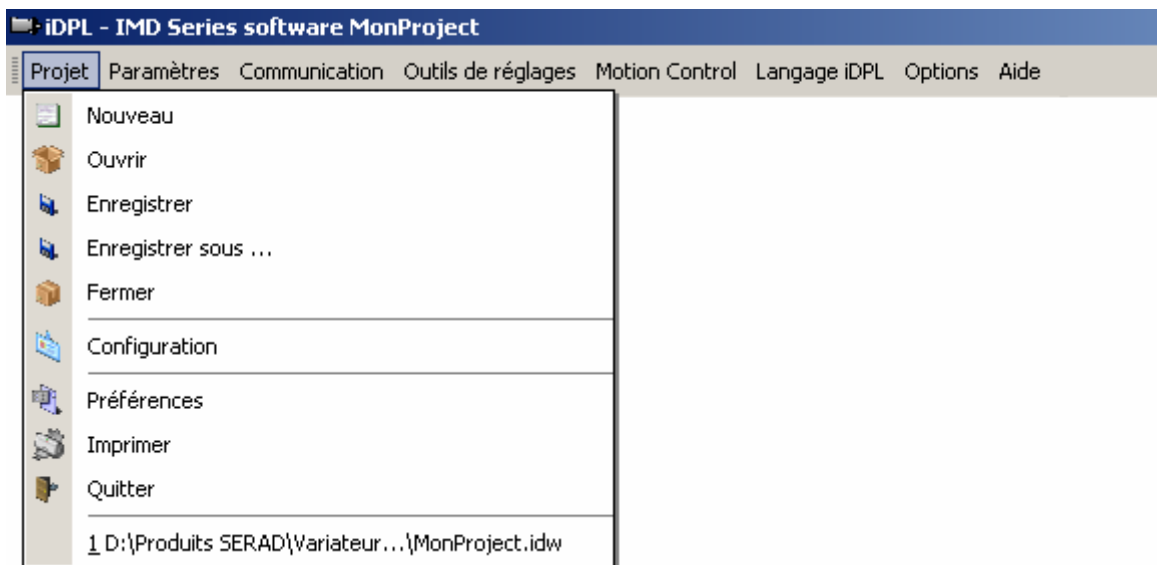 iDPL - IMD Series software MonProject
Projet Paramètres Communication Outils de réglages Motion Control Langage iDPL Options Aide
Nouveau
Ouvrir
Enregistrer
Enregistrer sous ...
Fermer
Configuration
Préférences
Imprimer
Quitter
1 D:\Produits SERAD\Variateur...\MonProject.idw